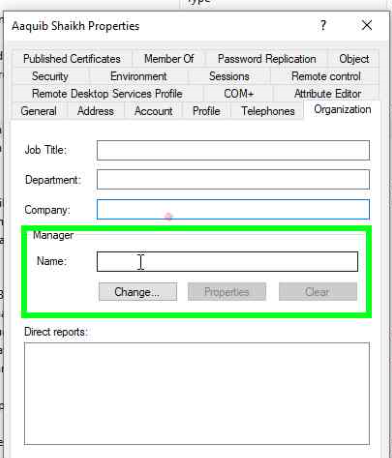 Type
Aaquib Shaikh Properties ? ✕
Published Certificates Member Of Password Replication Object
Security Environment Sessions Remote control
Remote Desktop Services Profile COM+ Attribute Editor
General Address Account Profile Telephones Organization
Job Title:
Department:
Company:
Manager
Name:
Change... Properties Clear
Direct reports: